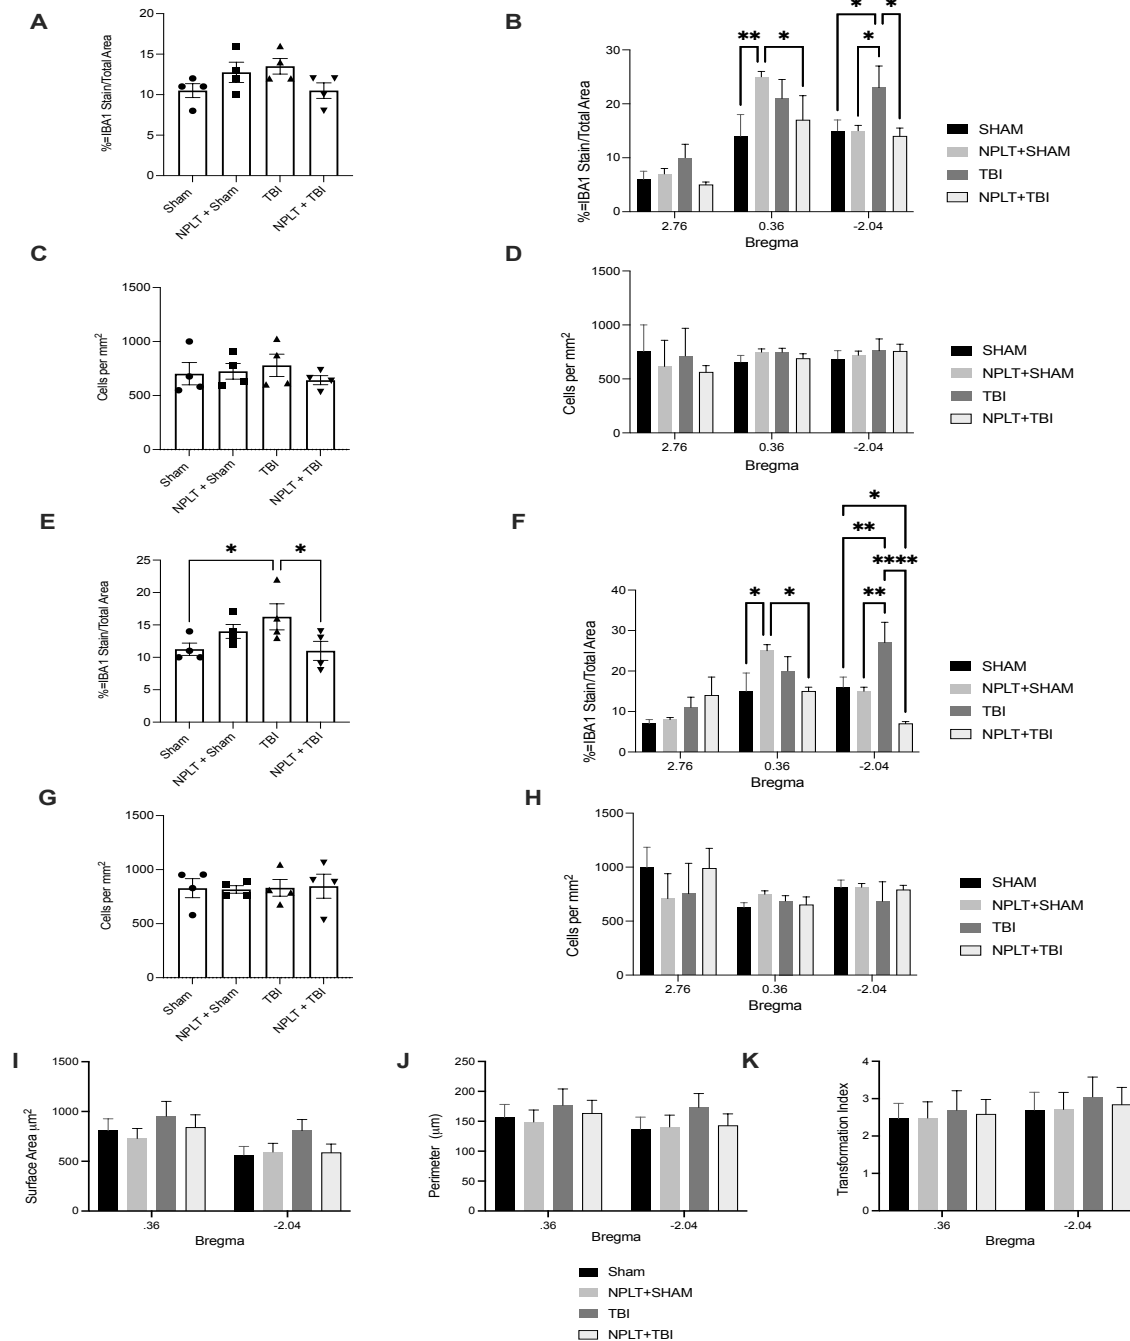 A
%=IBA1 Stain/Total Area
20
15
10
5
0
Sham
NPLT + Sham
TBI
NPLT + TBI
B
%=IBA1 Stain/Total Area
30
20
10
0
** * * * *
2.76 0.36 -2.04
Bregma
SHAM
NPLT+SHAM
TBI
NPLT+TBI
C
Cells per mm²
1500
1000
500
0
Sham
NPLT + Sham
TBI
NPLT + TBI
D
Cells per mm²
1500
1000
500
0
2.76 0.36 -2.04
Bregma
SHAM
NPLT+SHAM
TBI
NPLT+TBI
E
%=IBA1 Stain/Total Area
25
20
15
10
5
0
* *
Sham
NPLT + Sham
TBI
NPLT + TBI
F
%=IBA1 Stain/Total Area
40
30
20
10
0
* * * ** **** **
2.76 0.36 -2.04
Bregma
SHAM
NPLT+SHAM
TBI
NPLT+TBI
G
Cells per mm²
1500
1000
500
0
Sham
NPLT + Sham
TBI
NPLT + TBI
H
Cells per mm²
1500
1000
500
0
2.76 0.36 -2.04
Bregma
SHAM
NPLT+SHAM
TBI
NPLT+TBI
I
Surface Area μm²
1500
1000
500
0
.36 -2.04
Bregma
J
Perimeter (μm)
250
200
150
100
50
0
.36 -2.04
Bregma
K
Transformation Index
4
3
2
1
0
.36 -2.04
Bregma
Sham
NPLT+SHAM
TBI
NPLT+TBI